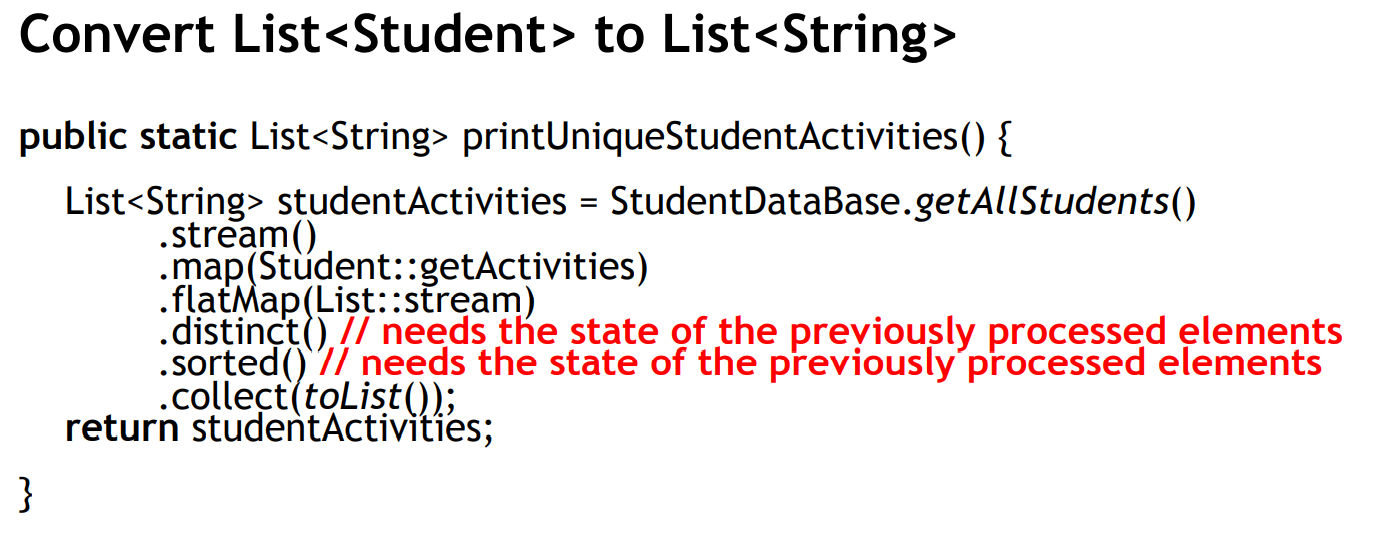 Convert List<Student> to List<String>
public static List<String> printUniqueStudentActivities() {
List<String> studentActivities = StudentDataBase.getAllStudents()
.stream()
.map(Student::getActivities)
.flatMap(List::stream)
.distinct() // needs the state of the previously processed elements
.sorted() // needs the state of the previously processed elements
.collect(toList());
return studentActivities;
}